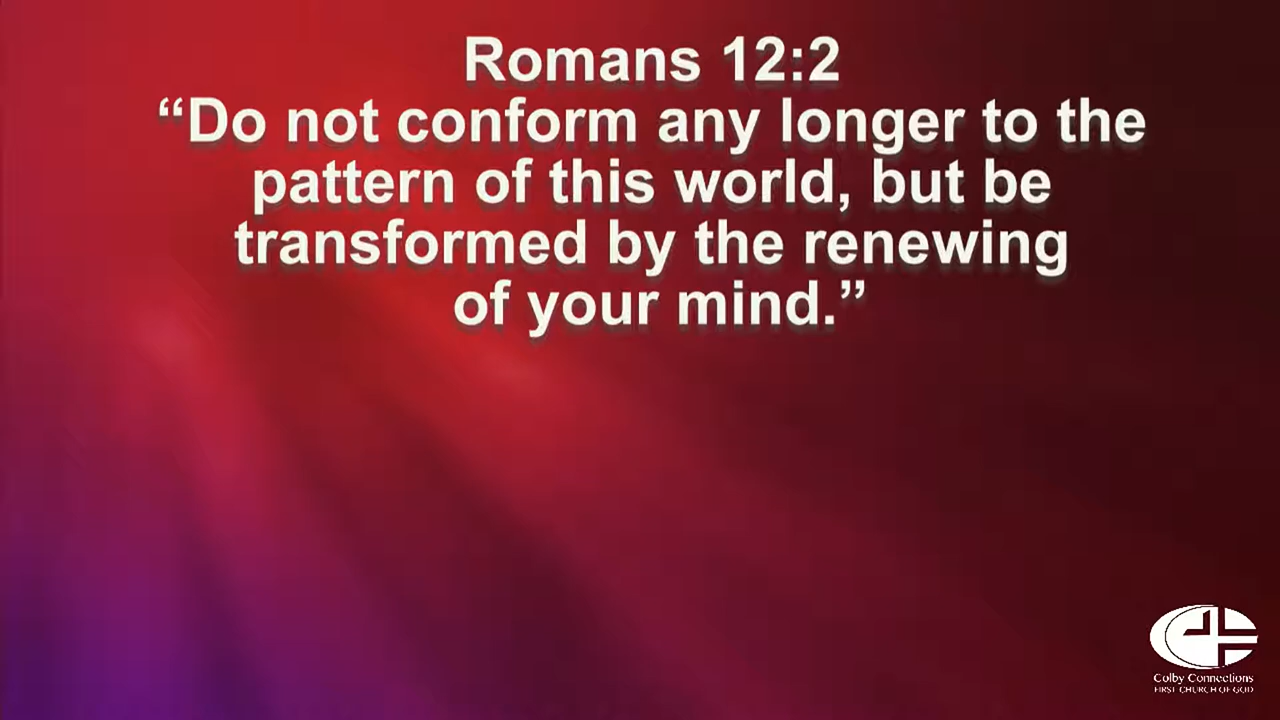 Romans 12:2
“Do not conform any longer to the
pattern of this world, but be
transformed by the renewing
of your mind.”
Colby Connections
FIRST CHURCH OF GOD